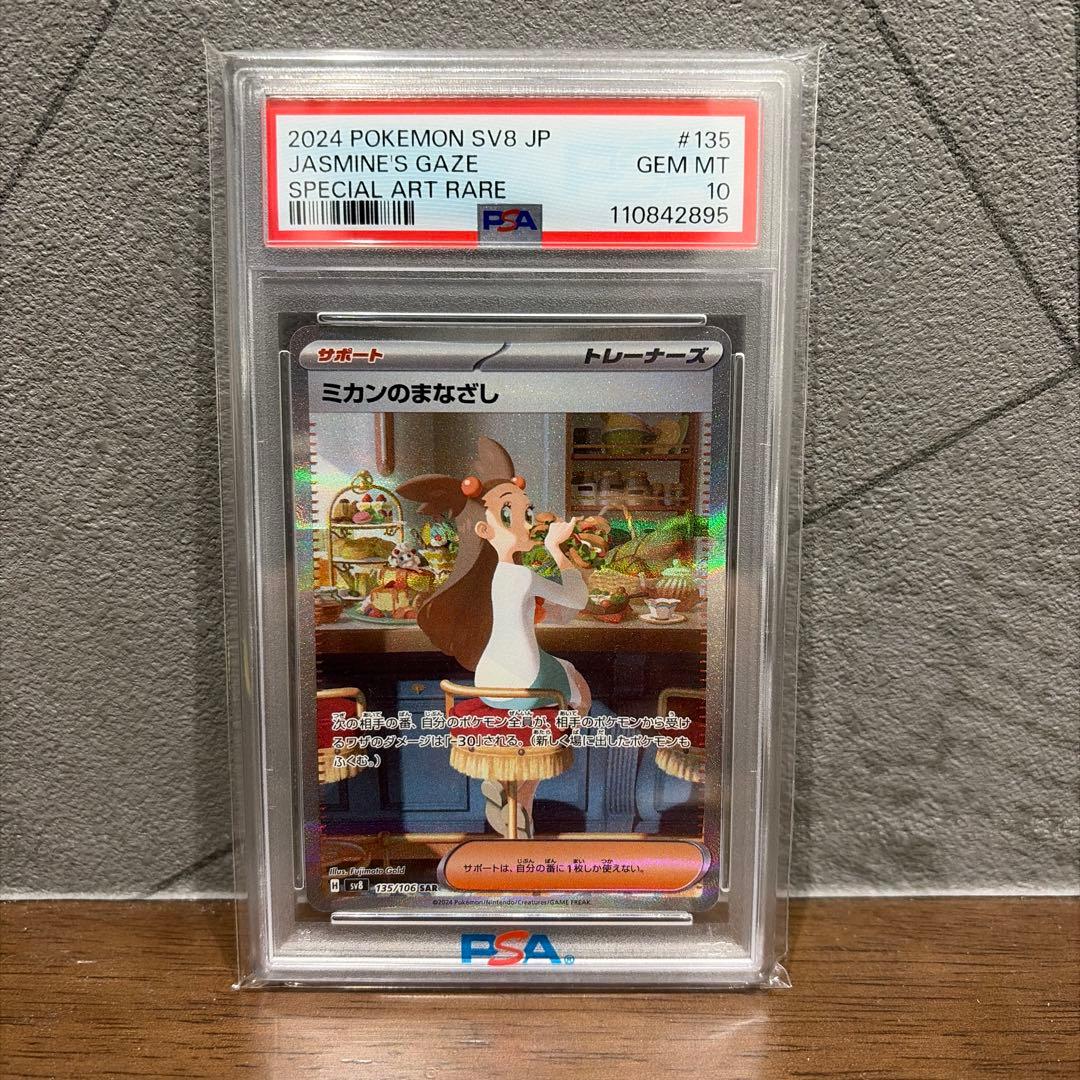 2024 POKEMON SV8 JP #135
JASMINE'S GAZE GEM MT
SPECIAL ART RARE 10
PSA 110842895
サポート トレーナーズ
ミカンのまなざし
次の相手の番、自分のポケモン全員が、相手のポケモンから受け
るワザのダメージは「-30」される。(新しく場に出したポケモンも
ふくむ。)
サポートは、自分の番に1枚しか使えない。
Illus. Fujimoto Gold
H sv8 135/106 SAR
©2024 Pokémon/Nintendo/Creatures/GAME FREAK.
PSA®